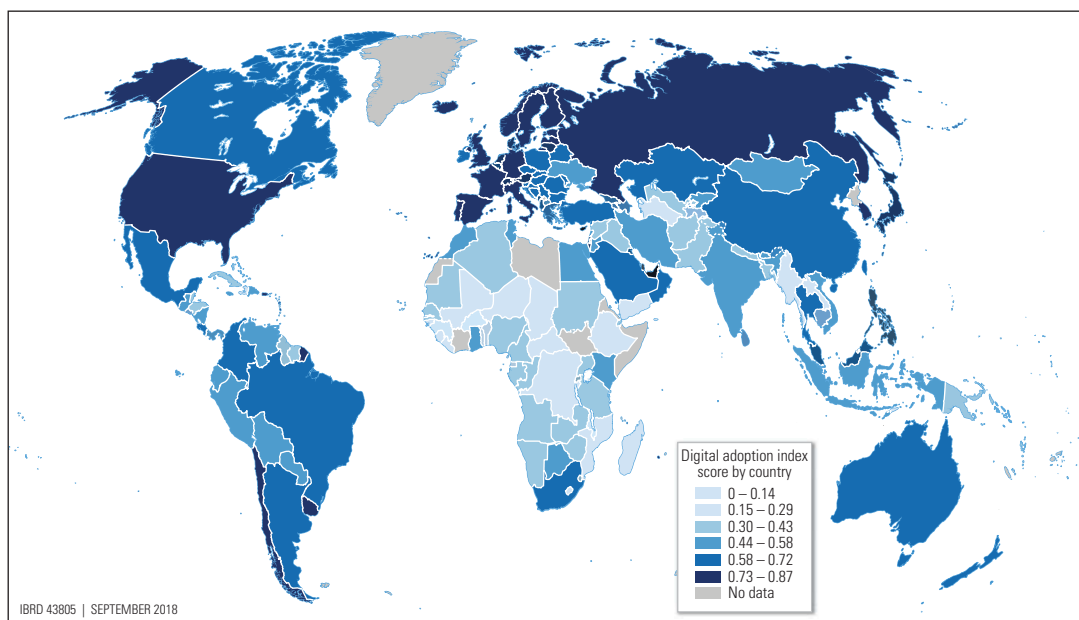 Digital adoption index
score by country
0 – 0.14
0.15 – 0.29
0.30 – 0.43
0.44 – 0.58
0.58 – 0.72
0.73 – 0.87
No data
IBRD 43805 | SEPTEMBER 2018